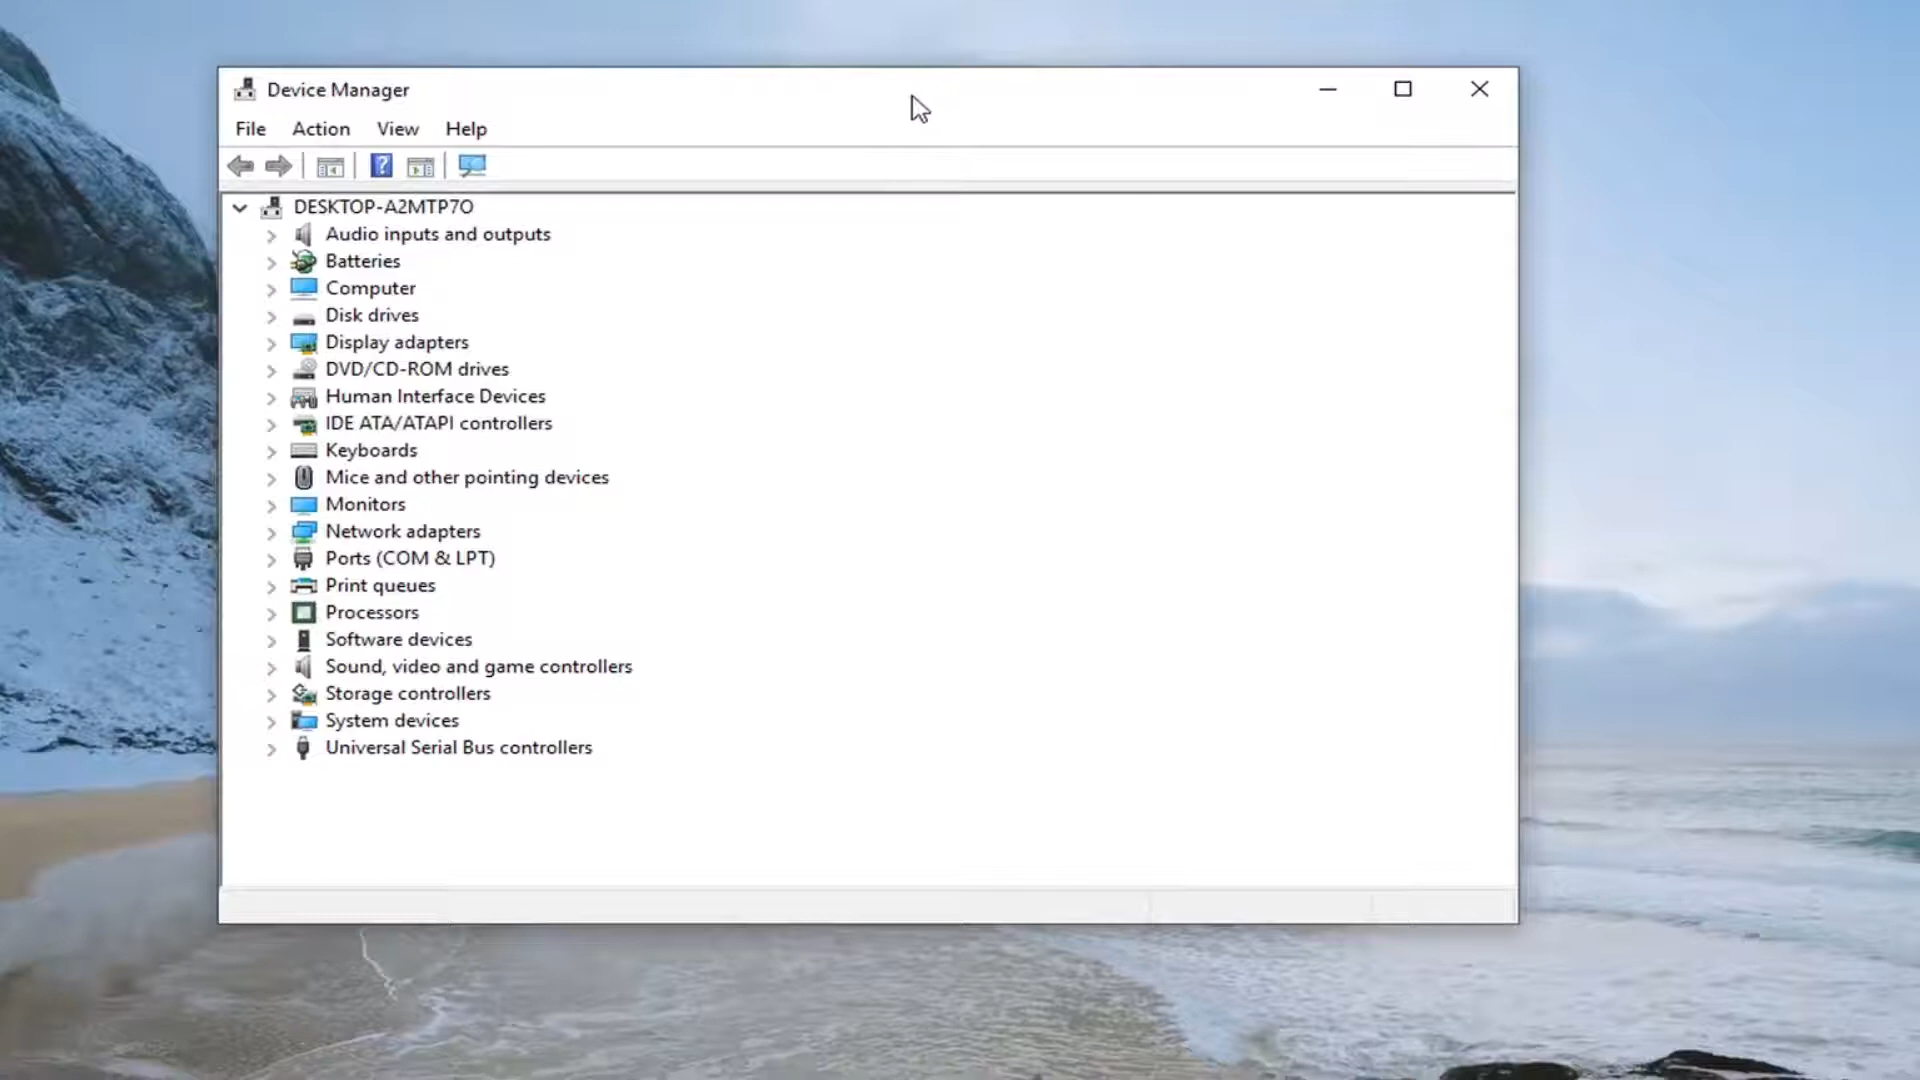 Device Manager
File Action View Help
DESKTOP-A2MTP7O
Audio inputs and outputs
Batteries
Computer
Disk drives
Display adapters
DVD/CD-ROM drives
Human Interface Devices
IDE ATA/ATAPI controllers
Keyboards
Mice and other pointing devices
Monitors
Network adapters
Ports (COM & LPT)
Print queues
Processors
Software devices
Sound, video and game controllers
Storage controllers
System devices
Universal Serial Bus controllers